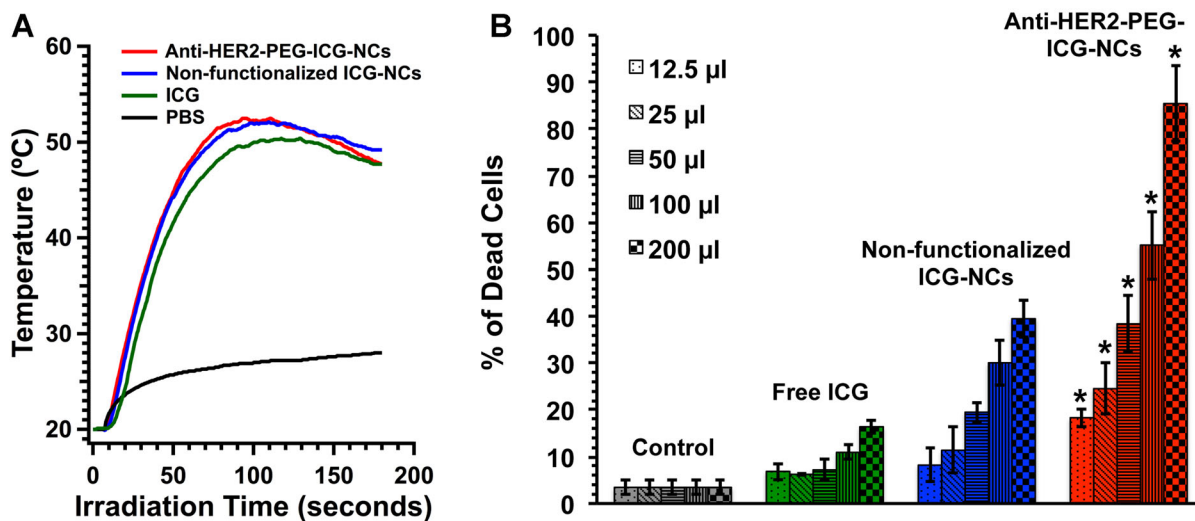 A
Temperature (ºC)
60
50
40
30
20
Anti-HER2-PEG-ICG-NCs
Non-functionalized ICG-NCs
ICG
PBS
0 50 100 150 200
Irradiation Time (seconds)
B
% of Dead Cells
100
90
80
70
60
50
40
30
20
10
0
12.5 µl
25 µl
50 µl
100 µl
200 µl
Control
Free ICG
Non-functionalized
ICG-NCs
Anti-HER2-PEG-
ICG-NCs
* * * * *